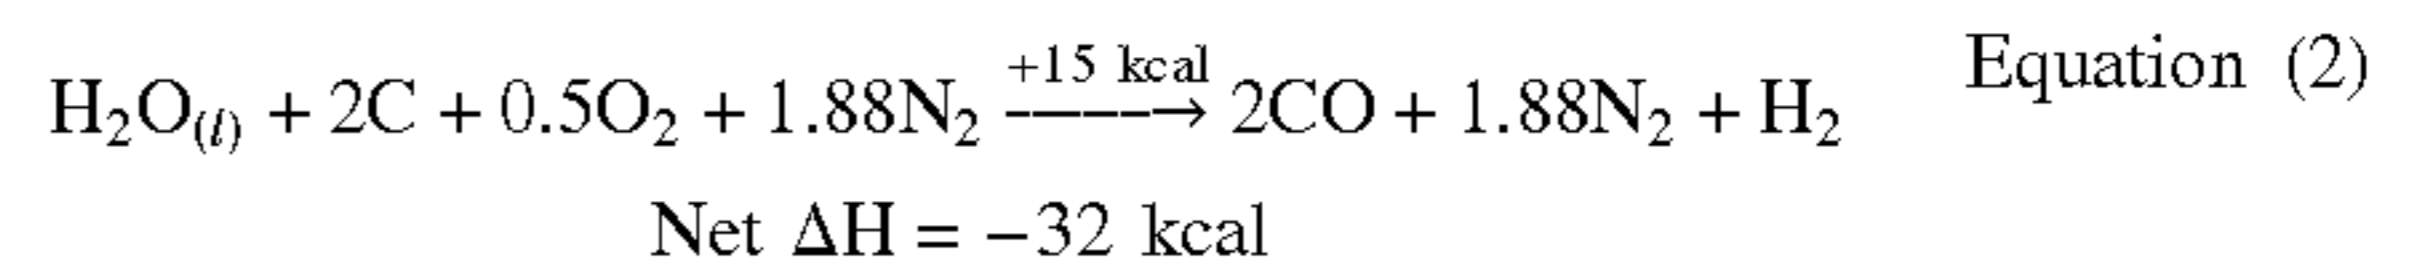 H₂O₍l₎ + 2C + 0.5O₂ + 1.88N₂ +15 kcal ----→ 2CO + 1.88N₂ + H₂ Equation (2)
Net ΔH = −32 kcal